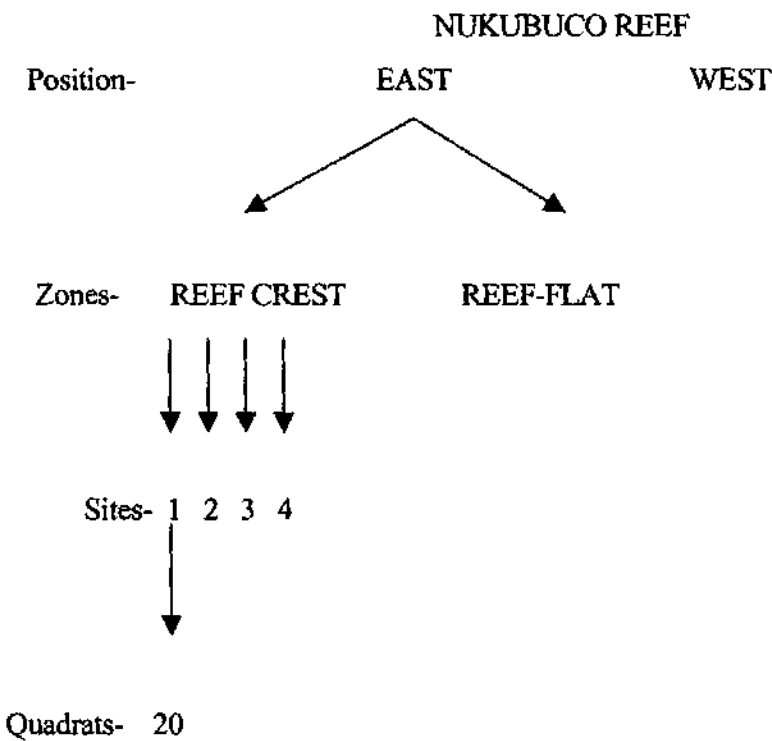 NUKUBUCO REEF
Position- EAST WEST
Zones- REEF CREST REEF-FLAT
Sites- 1 2 3 4
Quadrats- 20